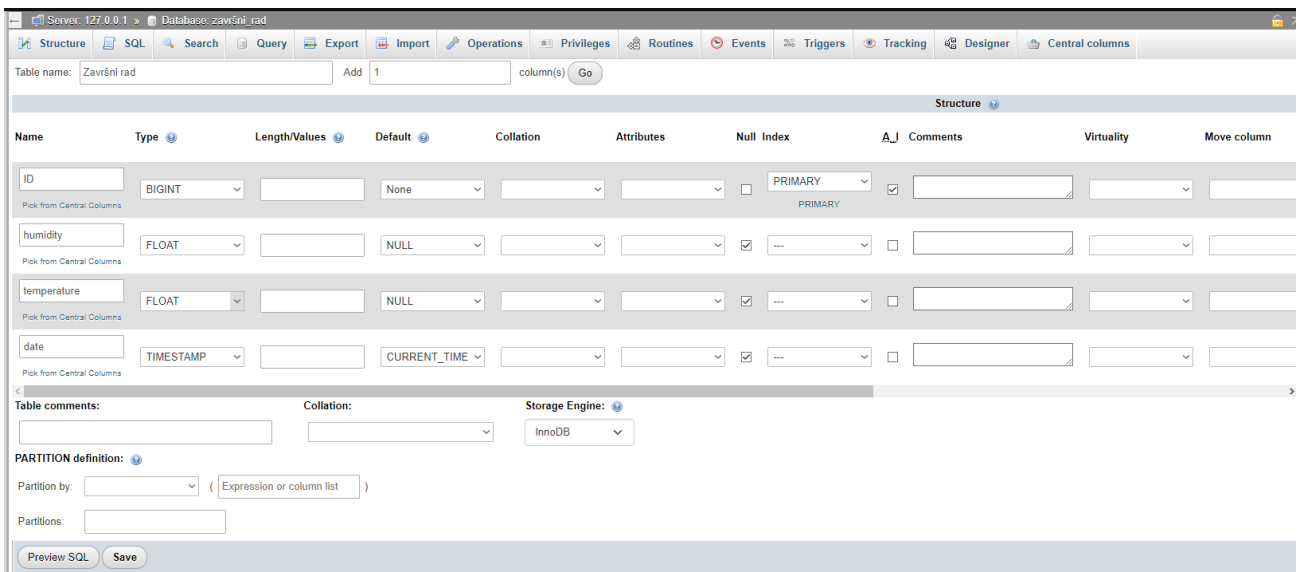 Server: 127.0.0.1 » Database: završni_rad
Structure SQL Search Query Export Import Operations Privileges Routines Events Triggers Tracking Designer Central columns
Table name: Završni rad Add 1 column(s) Go
Structure
Name Type Length/Values Default Collation Attributes Null Index A_I Comments Virtuality Move column
ID BIGINT None PRIMARY
Pick from Central Columns PRIMARY
humidity FLOAT NULL ---
Pick from Central Columns
temperature FLOAT NULL ---
Pick from Central Columns
date TIMESTAMP CURRENT_TIME ---
Pick from Central Columns
Table comments: Collation: Storage Engine:
InnoDB
PARTITION definition:
Partition by: ( Expression or column list )
Partitions:
Preview SQL Save